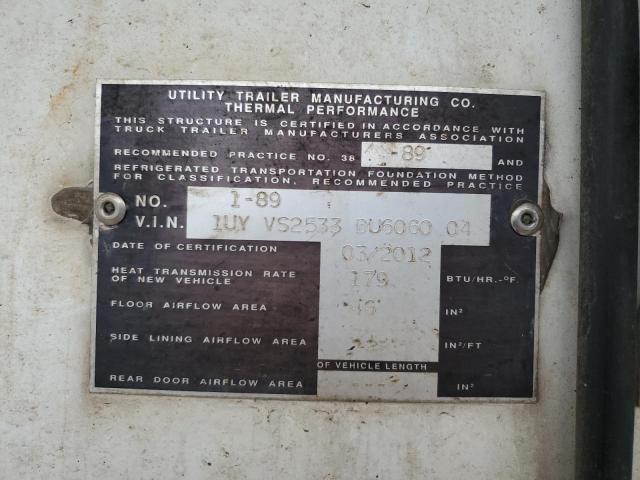 UTILITY TRAILER MANUFACTURING CO.
THERMAL PERFORMANCE
THIS STRUCTURE IS CERTIFIED IN ACCORDANCE WITH
TRUCK TRAILER MANUFACTURERS ASSOCIATION
RECOMMENDED PRACTICE NO. 38 -89 AND
REFRIGERATED TRANSPORTATION FOUNDATION METHOD
FOR CLASSIFICATION. RECOMMENDED PRACTICE
NO. 1-89
V.I.N. 1UY VS2533 DU6060 04
DATE OF CERTIFICATION 03/2012
HEAT TRANSMISSION RATE
OF NEW VEHICLE 179 BTU/HR.-°F.
FLOOR AIRFLOW AREA 46 IN²
SIDE LINING AIRFLOW AREA IN²/FT
OF VEHICLE LENGTH
REAR DOOR AIRFLOW AREA IN²